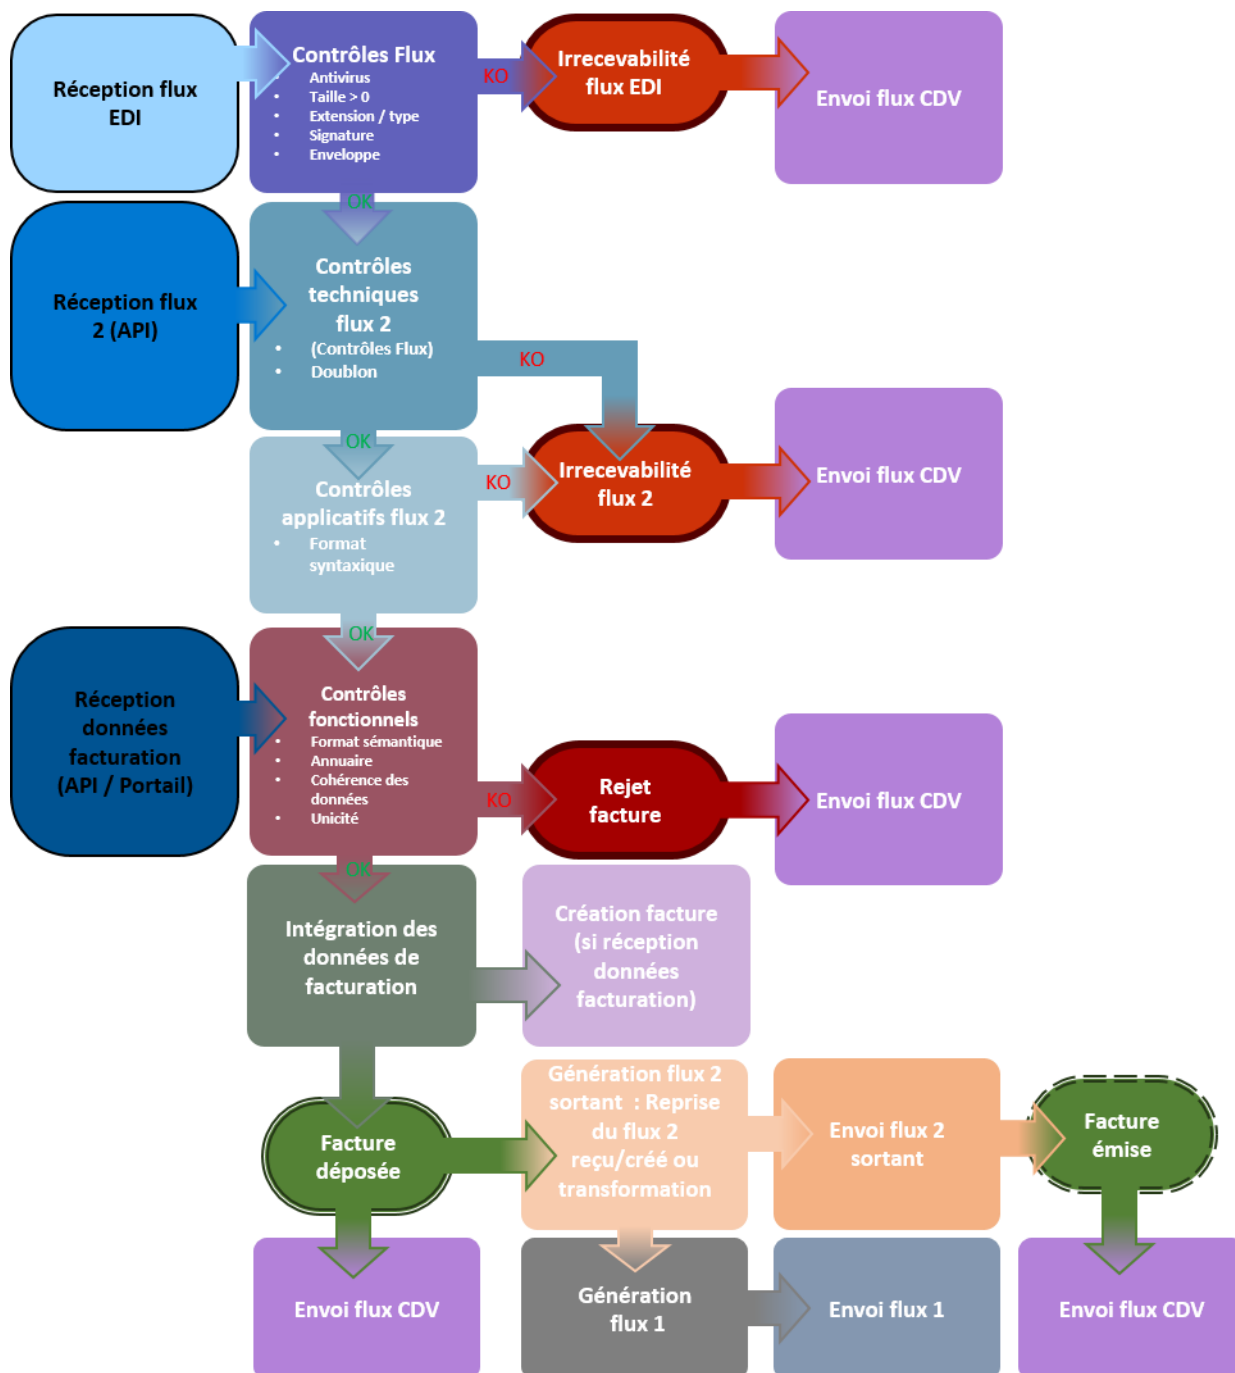 Réception flux
EDI
Contrôles Flux
• Antivirus
• Taille > 0
• Extension / type
• Signature
• Enveloppe
KO
Irrecevabilité
flux EDI
Envoi flux CDV
OK
Réception flux
2 (API)
Contrôles
techniques
flux 2
• (Contrôles Flux)
• Doublon
KO
OK
Contrôles
applicatifs flux 2
• Format
syntaxique
KO
Irrecevabilité
flux 2
Envoi flux CDV
OK
Réception
données
facturation
(API / Portail)
Contrôles
fonctionnels
• Format sémantique
• Annuaire
• Cohérence des
données
• Unicité
KO
Rejet
facture
Envoi flux CDV
OK
Intégration des
données de
facturation
Création facture
(si réception
données
facturation)
Facture
déposée
Génération flux 2
sortant : Reprise
du flux 2
reçu/créé ou
transformation
Envoi flux 2
sortant
Facture
émise
Envoi flux CDV
Génération
flux 1
Envoi flux 1
Envoi flux CDV